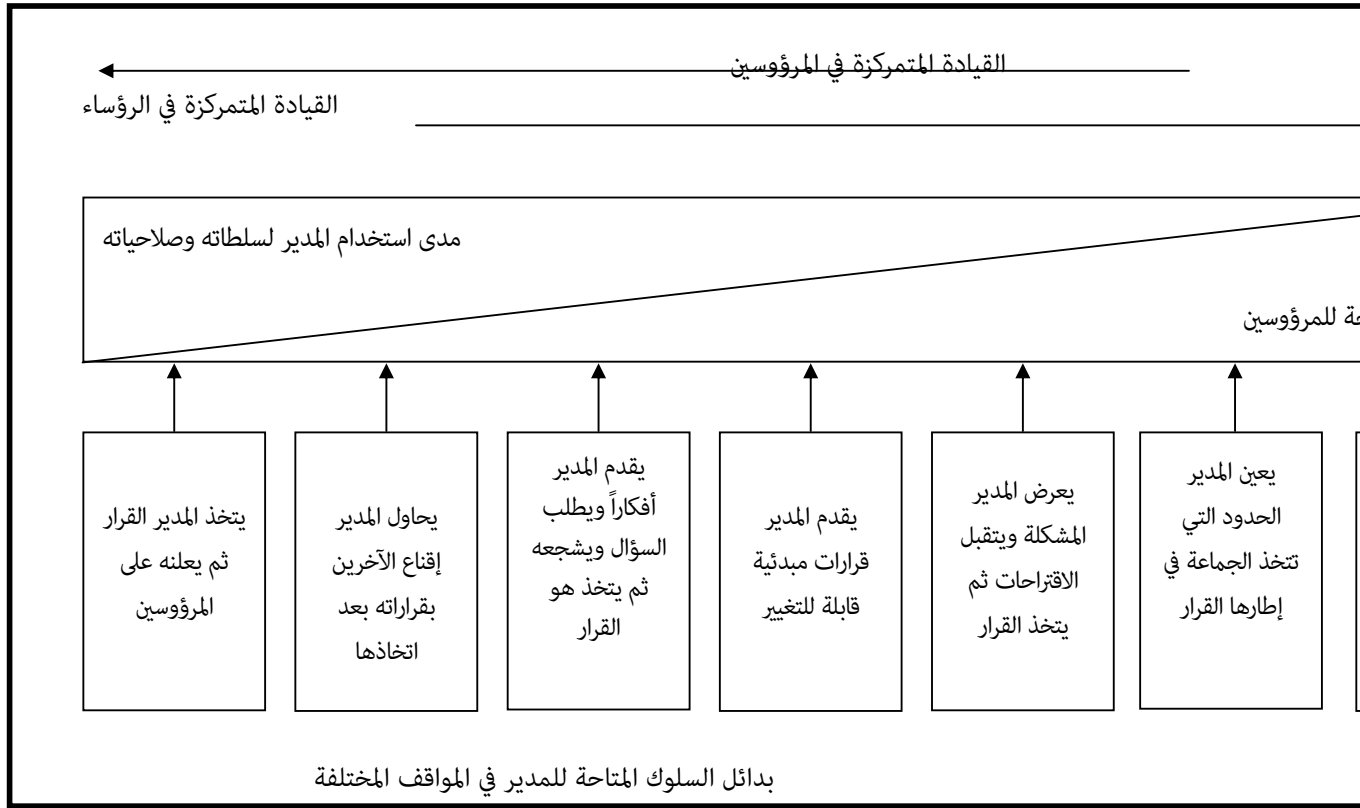 القيادة المتمركزة في المرؤوسين
القيادة المتمركزة في الرؤساء
مدى استخدام المدير لسلطاته وصلاحياته
للمرؤوسين
يتخذ المدير القرار
ثم يعلنه على
المرؤوسين
يحاول المدير
إقناع الآخرين
بقراراته بعد
اتخاذها
يقدم المدير
أفكاراً ويطلب
السؤال ويشجعه
ثم يتخذ هو
القرار
يقدم المدير
قرارات مبدئية
قابلة للتغيير
يعرض المدير
المشكلة ويتقبل
الاقتراحات ثم
يتخذ القرار
يعين المدير
الحدود التي
تتخذ الجماعة في
إطارها القرار
بدائل السلوك المتاحة للمدير في المواقف المختلفة